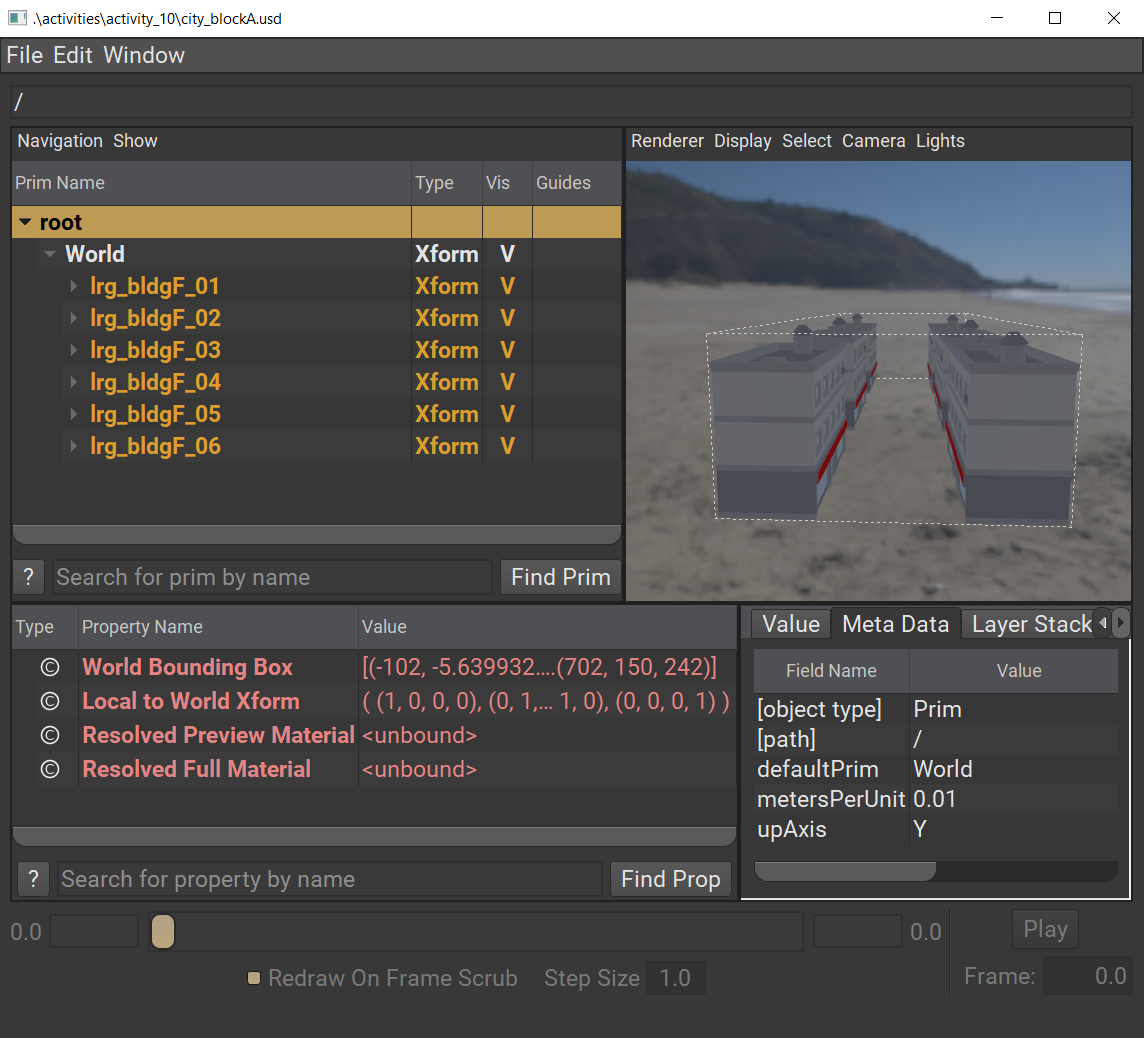 .\activities\activity_10\city_blockA.usd
File Edit Window
/
Navigation Show
Prim Name Type Vis Guides
root
World Xform V
lrg_bldgF_01 Xform V
lrg_bldgF_02 Xform V
lrg_bldgF_03 Xform V
lrg_bldgF_04 Xform V
lrg_bldgF_05 Xform V
lrg_bldgF_06 Xform V
? Search for prim by name Find Prim
Renderer Display Select Camera Lights
Type Property Name Value
© World Bounding Box [(-102, -5.639932....(702, 150, 242)]
© Local to World Xform ( (1, 0, 0, 0), (0, 1,... 1, 0), (0, 0, 0, 1) )
© Resolved Preview Material <unbound>
© Resolved Full Material <unbound>
? Search for property by name Find Prop
Value Meta Data Layer Stack
Field Name Value
[object type] Prim
[path] /
defaultPrim World
metersPerUnit 0.01
upAxis Y
0.0 0.0 Play
Redraw On Frame Scrub Step Size 1.0 Frame: 0.0